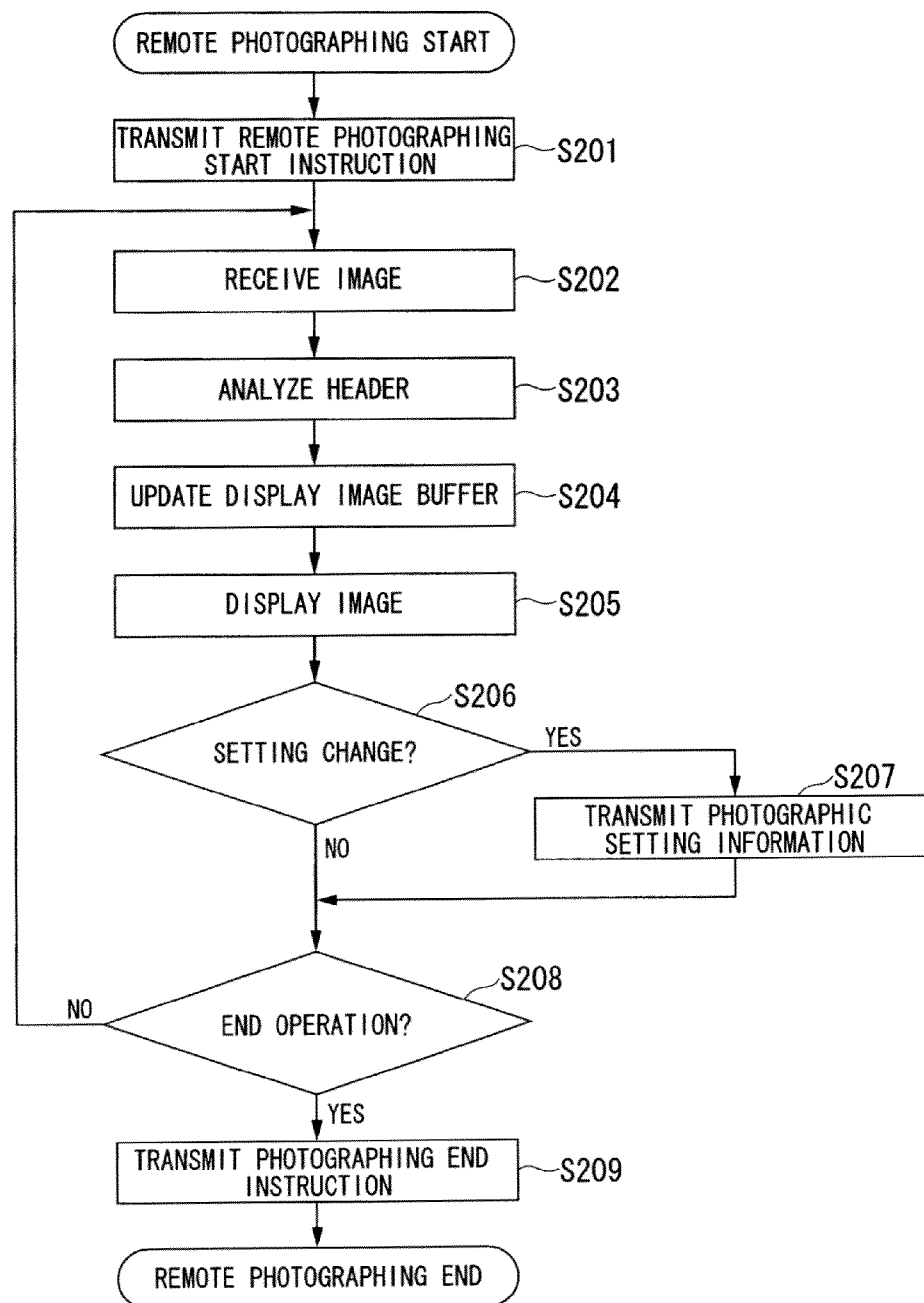 REMOTE PHOTOGRAPHING START
TRANSMIT REMOTE PHOTOGRAPHING
START INSTRUCTION
S201
RECEIVE IMAGE
S202
ANALYZE HEADER
S203
UPDATE DISPLAY IMAGE BUFFER
S204
DISPLAY IMAGE
S205
S206
SETTING CHANGE?
YES
S207
TRANSMIT PHOTOGRAPHIC
SETTING INFORMATION
NO
S208
NO
END OPERATION?
YES
TRANSMIT PHOTOGRAPHING END
INSTRUCTION
S209
REMOTE PHOTOGRAPHING END